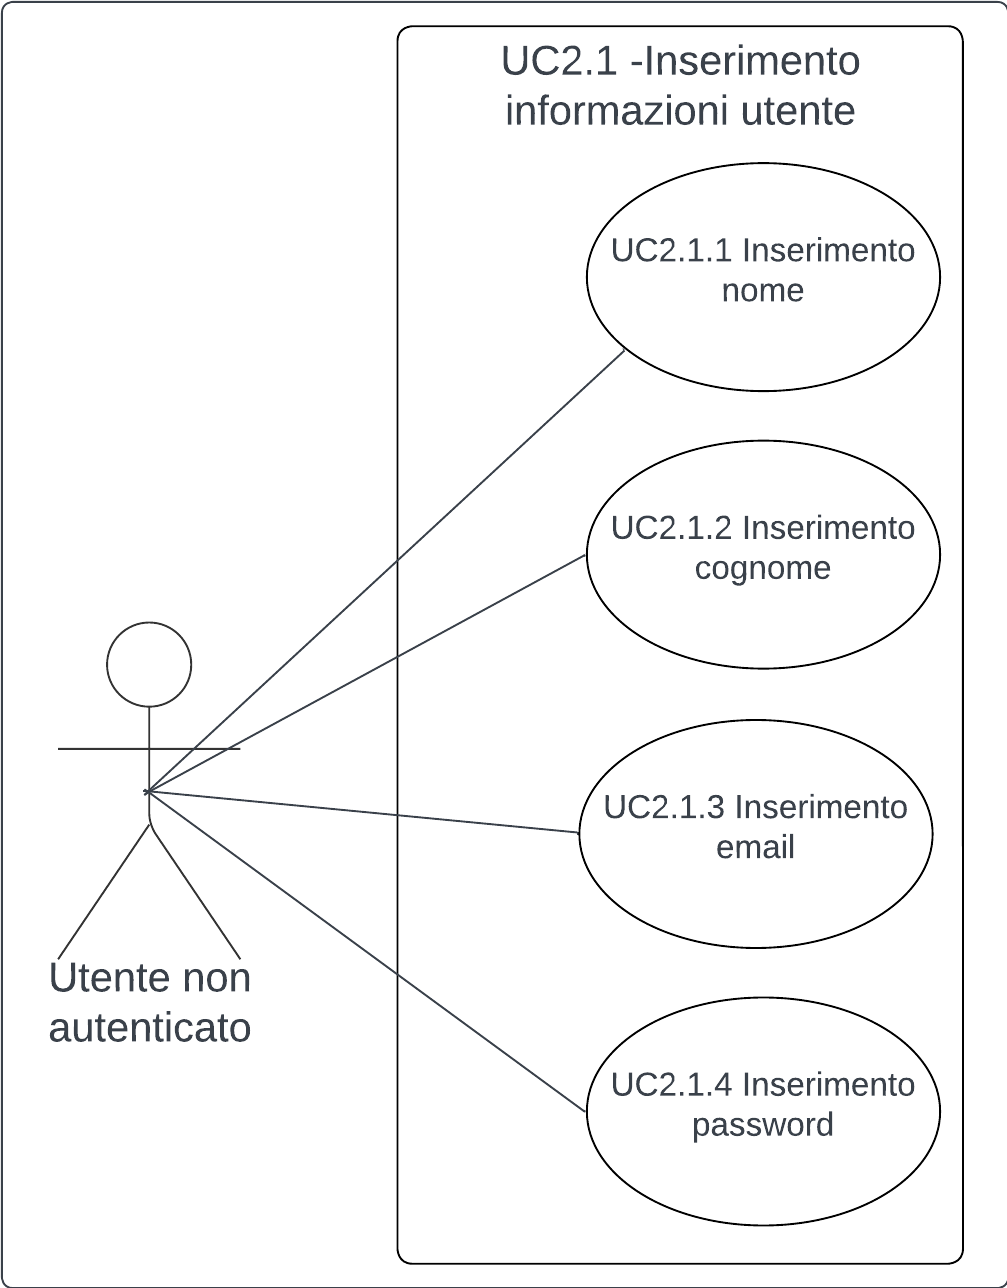 UC2.1 -Inserimento
informazioni utente
UC2.1.1 Inserimento
nome
UC2.1.2 Inserimento
cognome
UC2.1.3 Inserimento
email
Utente non
autenticato
UC2.1.4 Inserimento
password